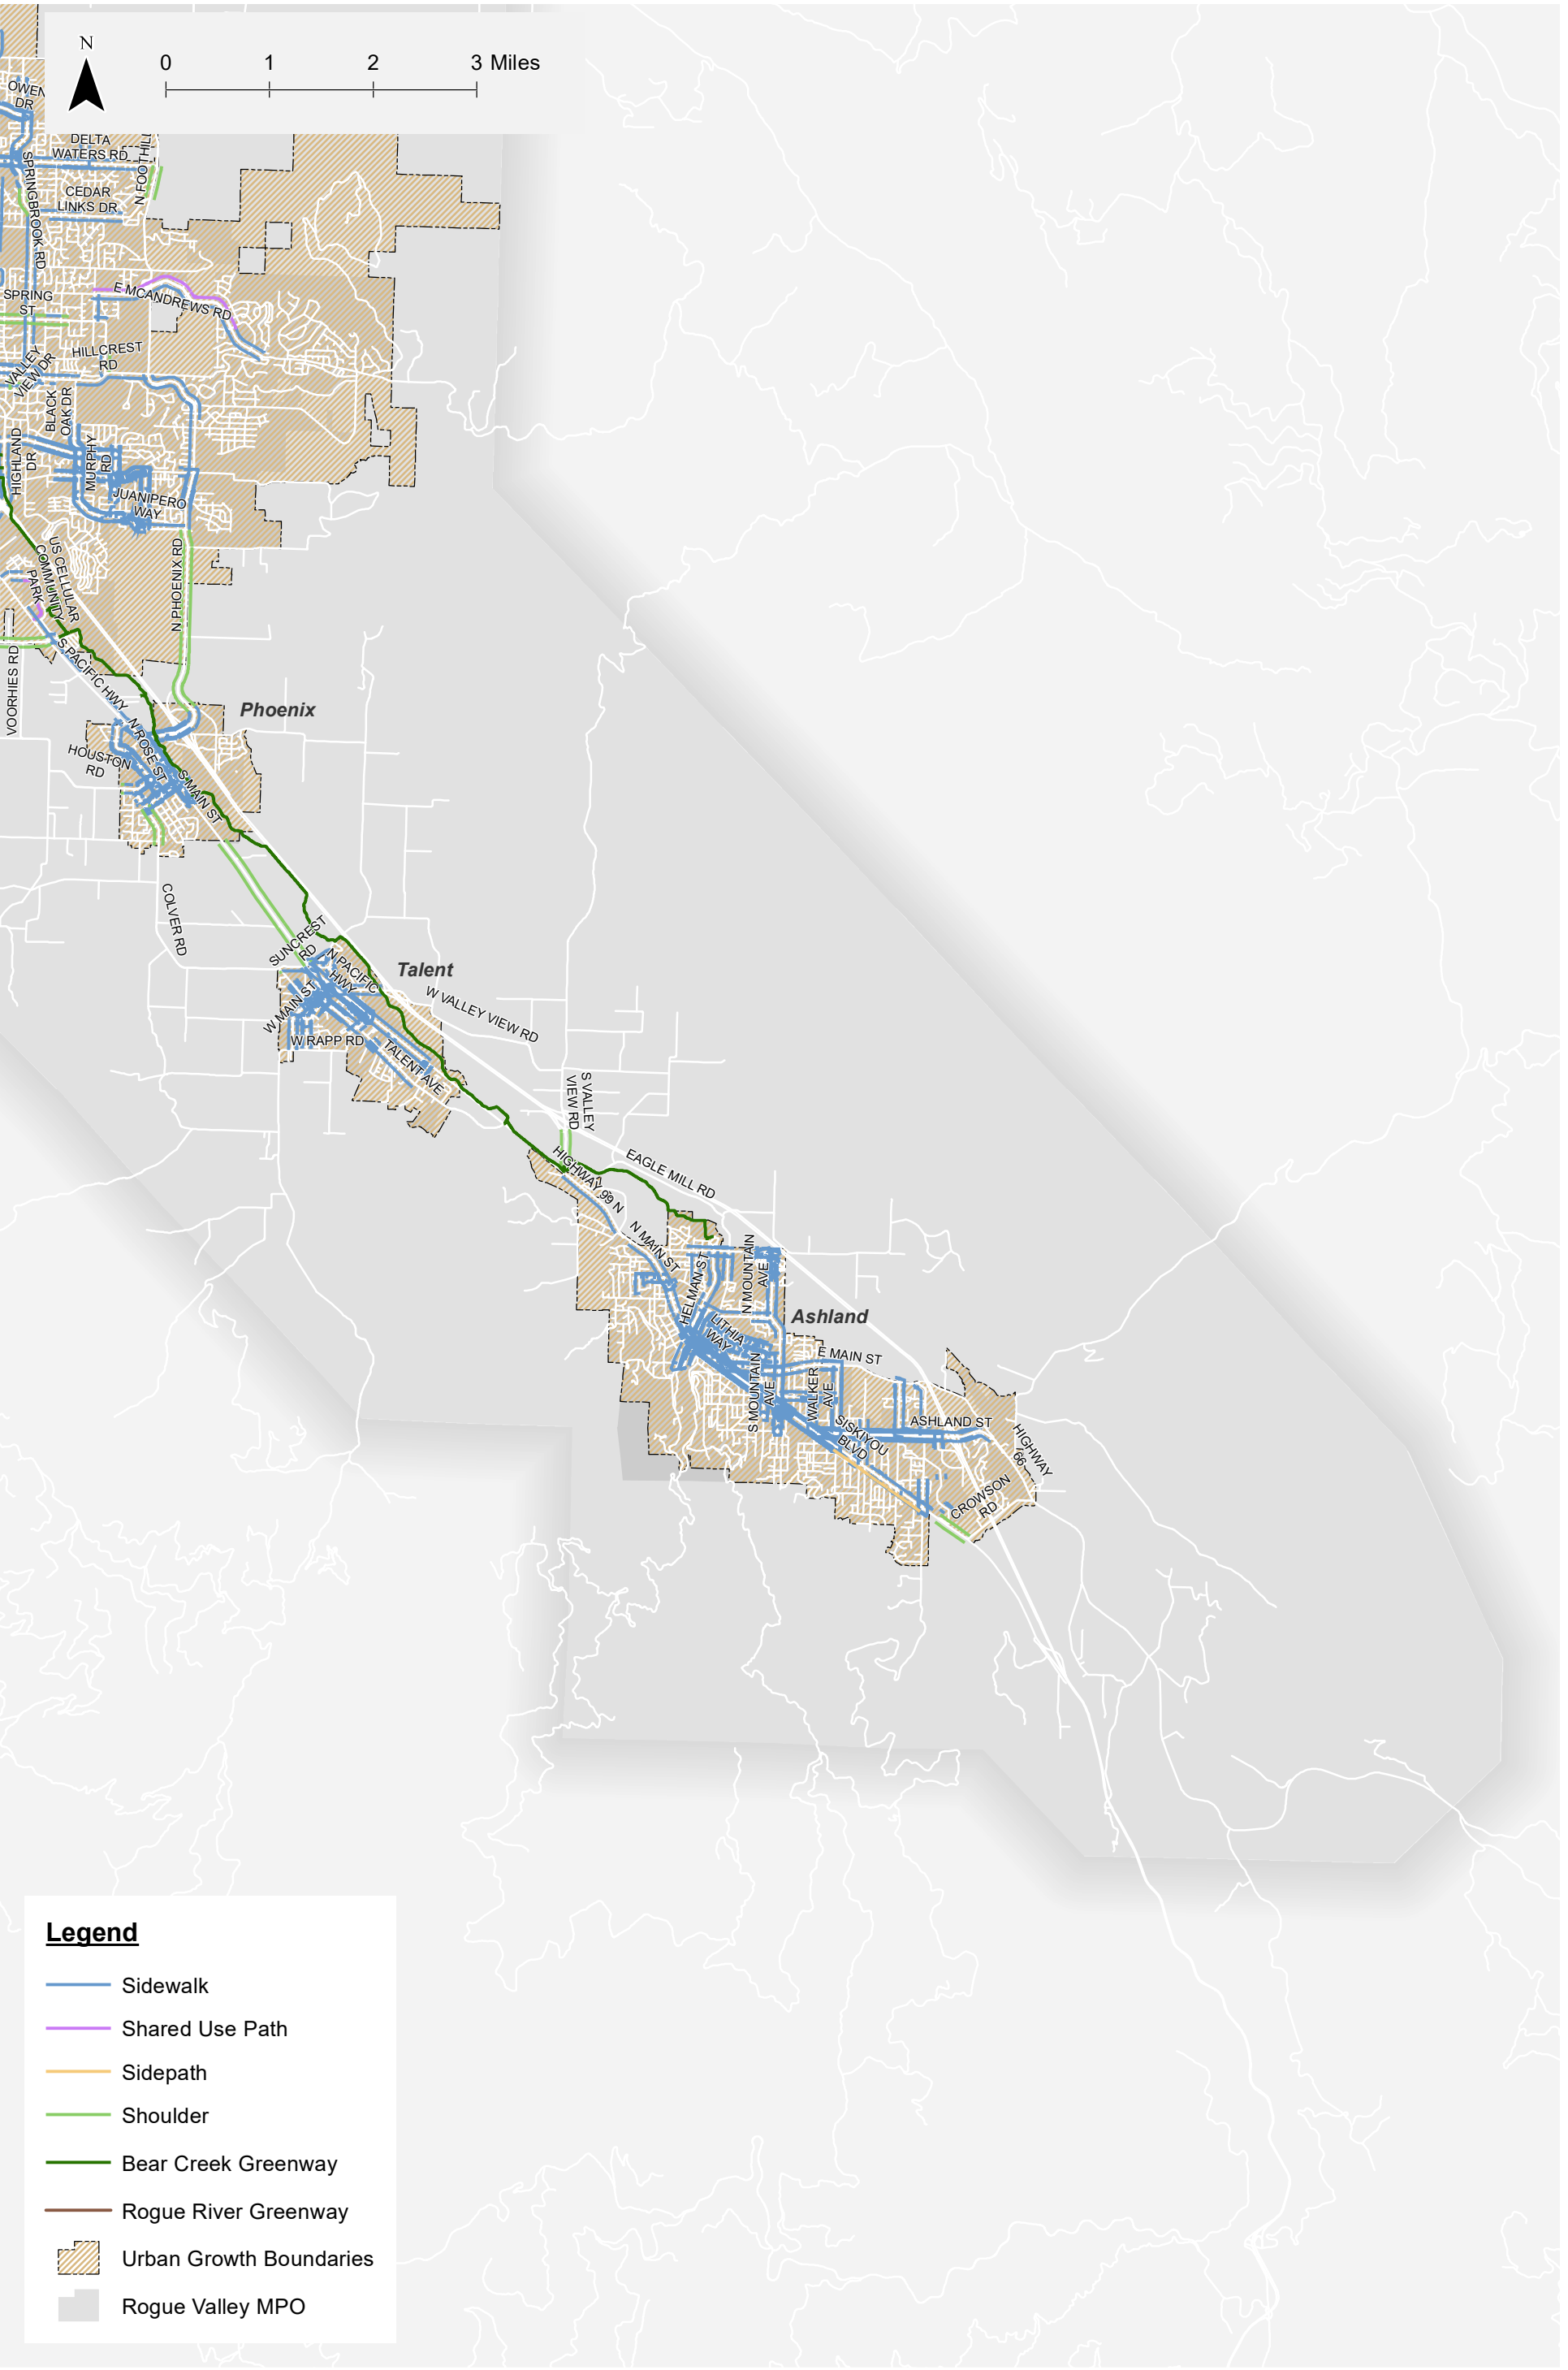 N
0 1 2 3 Miles
OWEN
DR
DELTA
WATERS RD
N FOOTHILL
SPRINGBROOK RD
CEDAR
LINKS DR
SPRING
ST
E MCANDREWS RD
HILLCREST
RD
VALLEY
VIEW DR
BLACK
OAK DR
HIGHLAND
DR
MURPHY
RD
JUANIPERO
WAY
US CELLULAR
COMMUNITY
PARK
N PHOENIX RD
VOORHIES RD
S PACIFIC HWY
Phoenix
N ROSE ST
HOUSTON
RD
S MAIN ST
COLVER RD
SUNCREST
RD
Talent
N PACIFIC
HWY
W MAIN ST
W VALLEY VIEW RD
W RAPP RD
TALENT AVE
S VALLEY
VIEW RD
HIGHWAY 99 N
EAGLE MILL RD
N MAIN ST
HELMAN ST
N MOUNTAIN
AVE
Ashland
LITHIA
WAY
E MAIN ST
S MOUNTAIN
AVE
WALKER
AVE
SISKIYOU
BLVD
ASHLAND ST
HIGHWAY
66
CROWSON
RD
Legend
Sidewalk
Shared Use Path
Sidepath
Shoulder
Bear Creek Greenway
Rogue River Greenway
Urban Growth Boundaries
Rogue Valley MPO